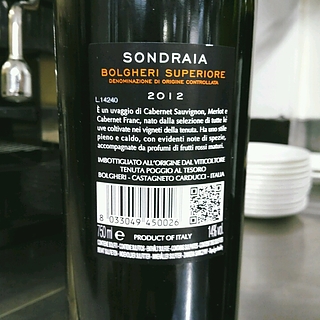 SONDRAIA
BOLGHERI SUPERIORE
DENOMINAZIONE DI ORIGINE CONTROLLATA
2012
L.14240
È un uvaggio di Cabernet Sauvignon, Merlot e
Cabernet Franc, nato dalla selezione di tutte le
uve coltivate nei vigneti della tenuta. Ha uno stile
pieno e caldo, con evidenti note di spezie,
accompagnate da profumi di frutti rossi maturi.
IMBOTTIGLIATO ALL'ORIGINE DAL VITICOLTORE
TENUTA POGGIO AL TESORO
BOLGHERI - CASTAGNETO CARDUCCI - ITALIA
8 033049 450026
750 ml e PRODUCT OF ITALY 14% vol.